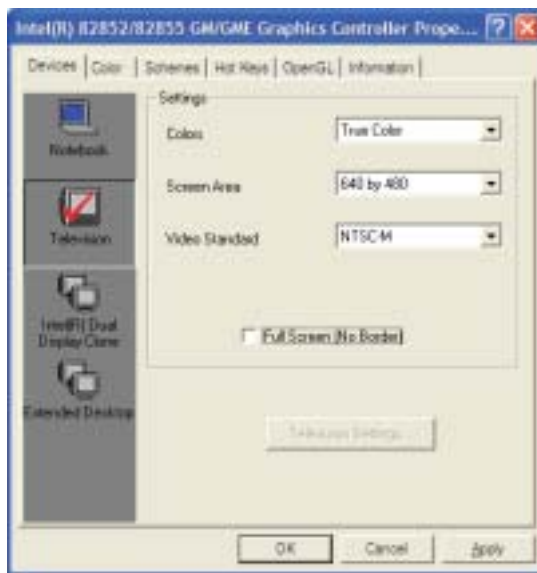 Intel(R) 82852/82855 GM/GME Graphics Controller Prope... ?
Devices Color Schemes Hot Keys OpenGL Information
Notebook
Television
Intel(R) Dual
Display Clone
Extended Desktop
Settings
Colors True Color
Screen Area 640 by 480
Video Standard NTSC-M
Full Screen (No Border)
Television Settings...
OK Cancel Apply